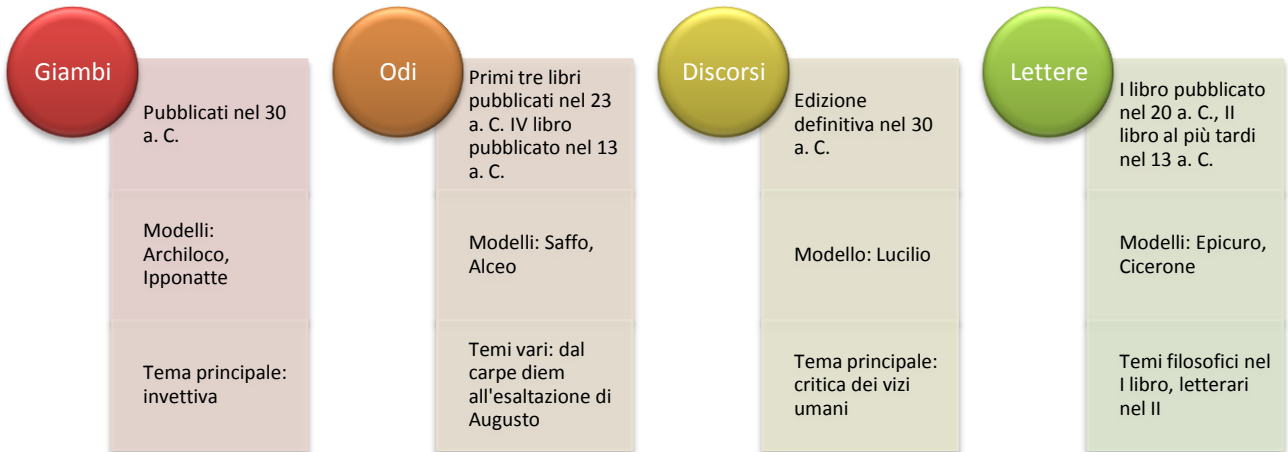 Giambi
Pubblicati nel 30
a. C.
Modelli:
Archiloco,
Ipponatte
Tema principale:
invettiva
Odi
Primi tre libri
pubblicati nel 23
a. C. IV libro
pubblicato nel 13
a. C.
Modelli: Saffo,
Alceo
Temi vari: dal
carpe diem
all'esaltazione di
Augusto
Discorsi
Edizione
definitiva nel 30
a. C.
Modello: Lucilio
Tema principale:
critica dei vizi
umani
Lettere
I libro pubblicato
nel 20 a. C., II
libro al più tardi
nel 13 a. C.
Modelli: Epicuro,
Cicerone
Temi filosofici nel
I libro, letterari
nel II